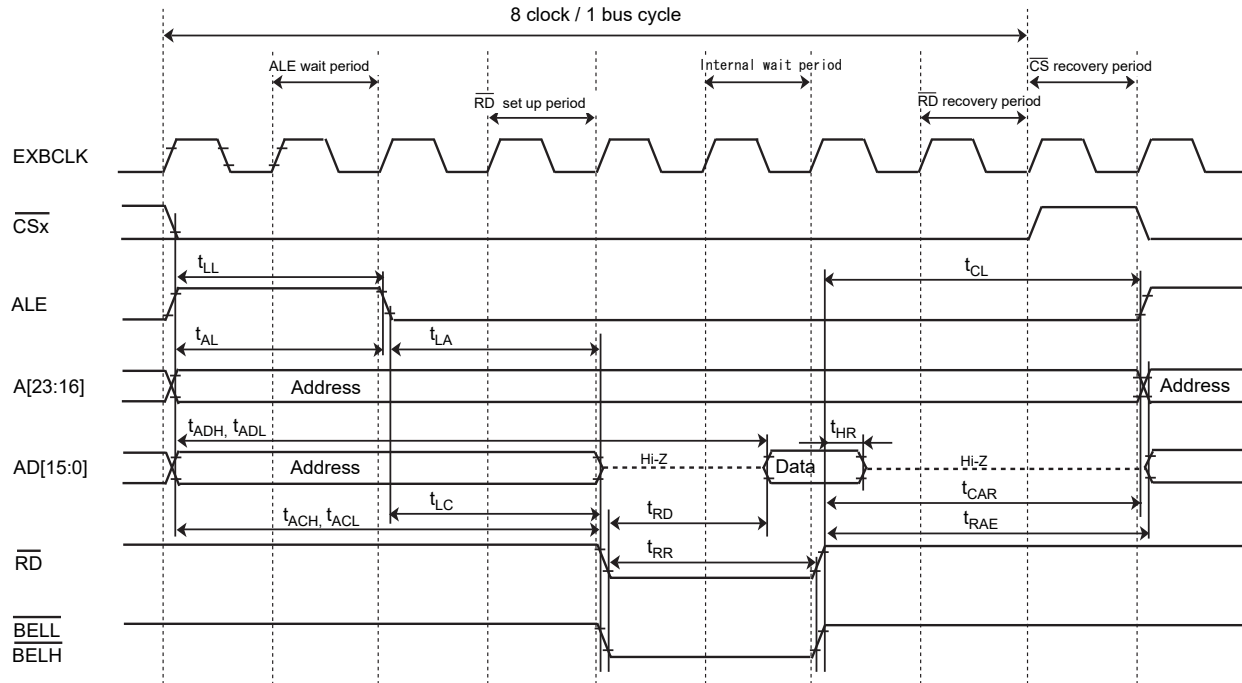 8 clock / 1 bus cycle
ALE wait period
Internal wait period
CS recovery period
RD set up period
RD recovery period
EXBCLK
CSx
tLL
tCL
ALE
tAL
tLA
A[23:16]
Address
Address
tADH, tADL
tHR
AD[15:0]
Address
Hi-Z
Data
Hi-Z
tLC
tRD
tCAR
tACH, tACL
tRAE
tRR
RD
BELL
BELH